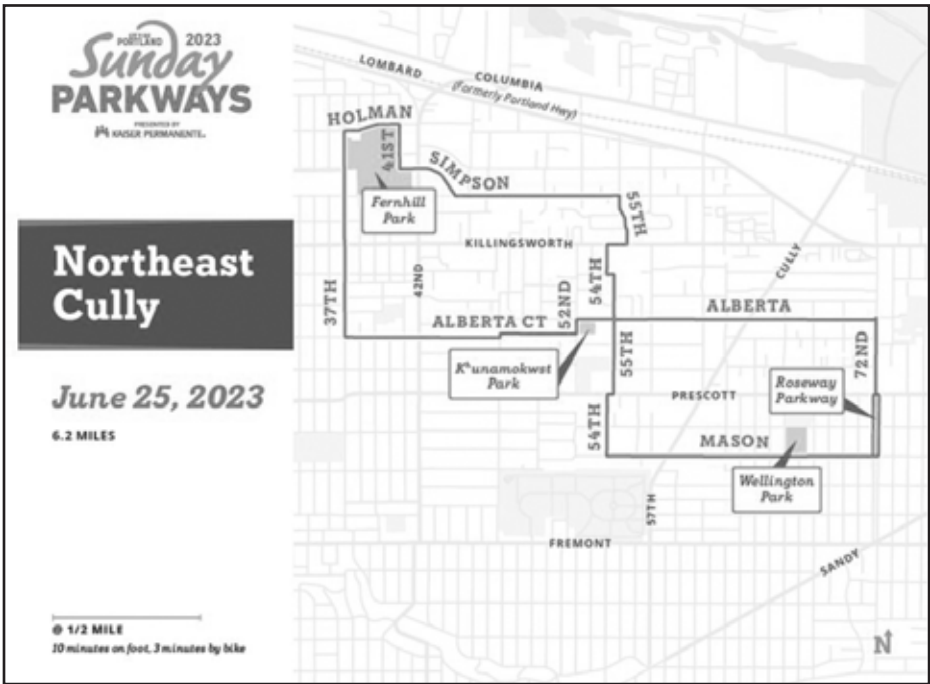 CITY OF
PORTLAND 2023
Sunday
PARKWAYS
PRESENTED BY
KAISER PERMANENTE®
Northeast
Cully
June 25, 2023
6.2 MILES
@ 1/2 MILE
10 minutes on foot, 3 minutes by bike
LOMBARD
COLUMBIA
(Formerly Portland Hwy)
HOLMAN
41ST
SIMPSON
Fernhill
Park
55TH
KILLINGSWORTH
CULLY
37TH
42ND
54TH
52ND
ALBERTA CT
ALBERTA
Kʰunamokwst
Park
55TH
72ND
PRESCOTT
Roseway
Parkway
54TH
MASON
Wellington
Park
57TH
FREMONT
SANDY
N